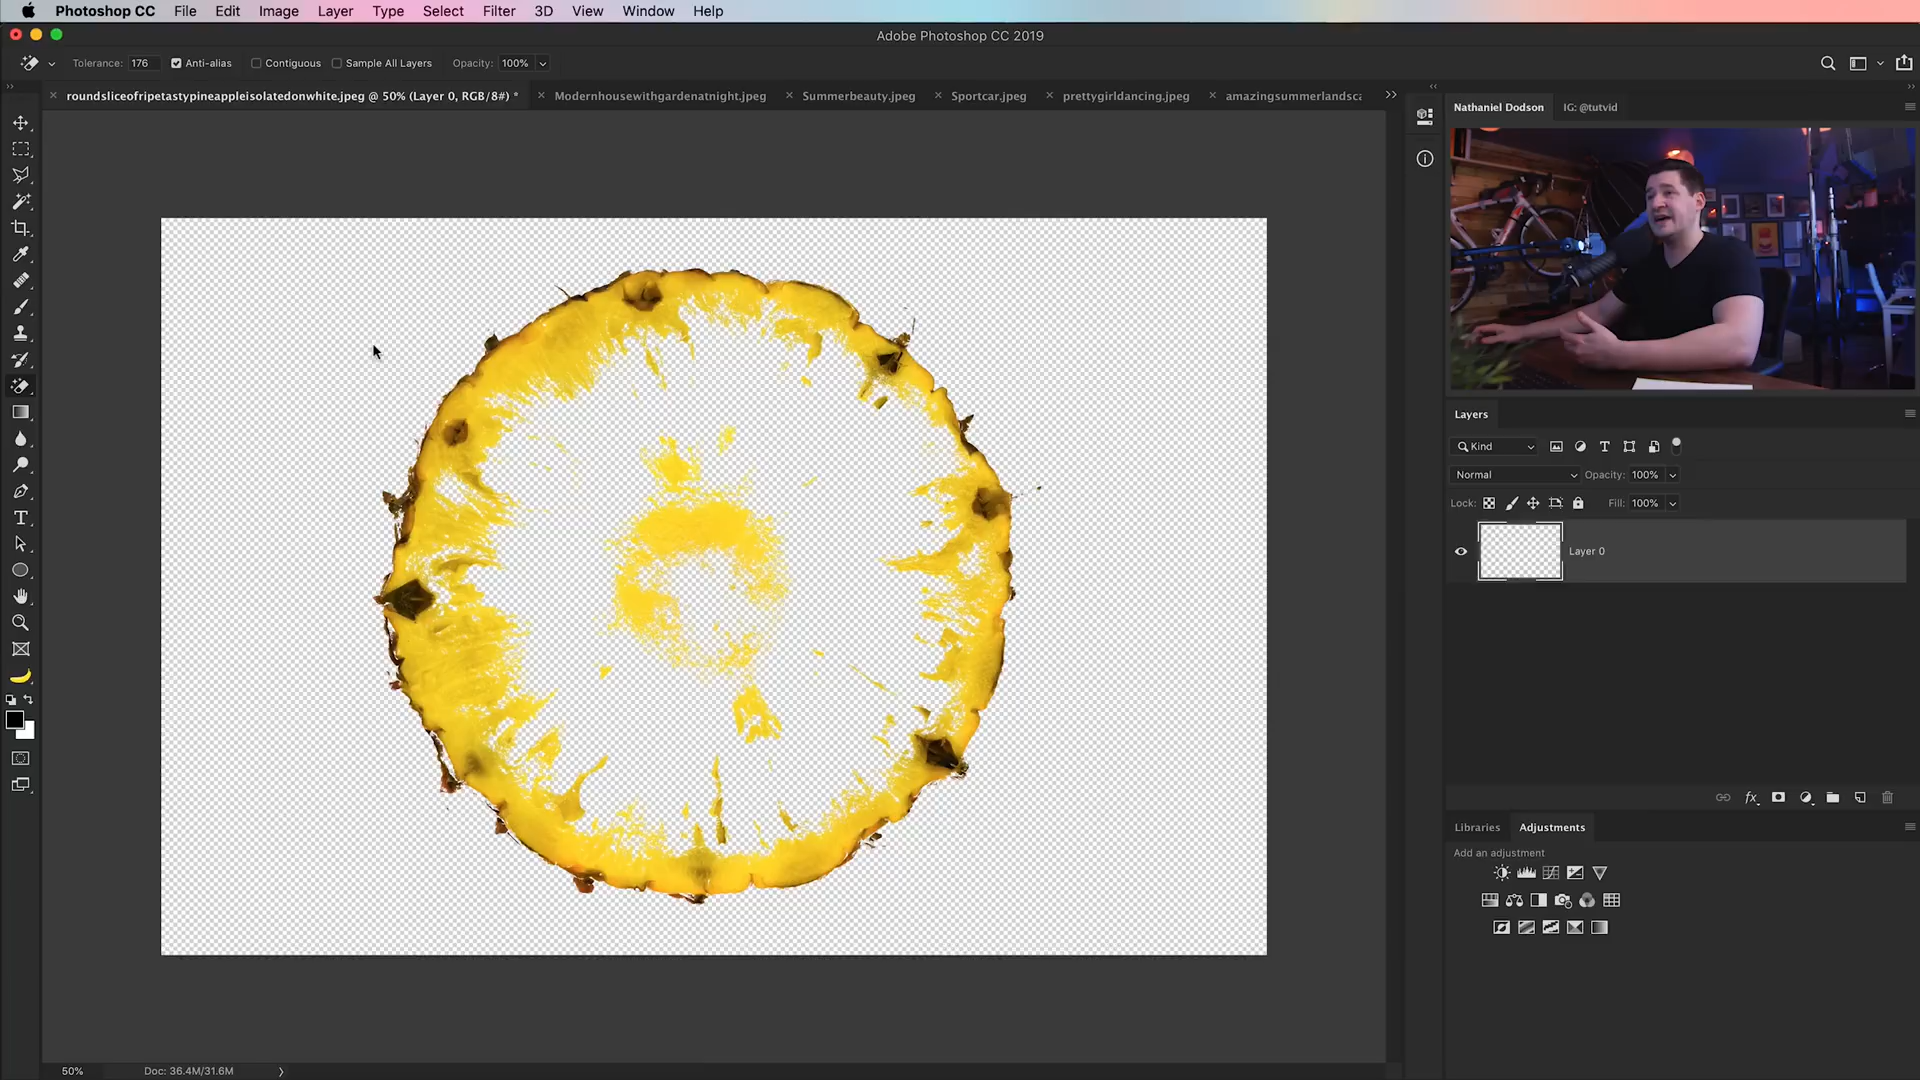 Photoshop CC File Edit Image Layer Type Select Filter 3D View Window Help
Adobe Photoshop CC 2019
Tolerance: 176 Anti-alias Contiguous Sample All Layers Opacity: 100%
roundsliceofripetastypineappleisolatedonwhite.jpeg @ 50% (Layer 0, RGB/8#) * Modernhousewithgardenatnight.jpeg Summerbeauty.jpeg Sportcar.jpeg prettygirldancing.jpeg amazingsummerlandsca
Nathaniel Dodson IG: @tutvid
Layers
Kind
Normal Opacity: 100%
Lock: Fill: 100%
Layer 0
fx
Libraries Adjustments
Add an adjustment
50% Doc: 36.4M/31.6M